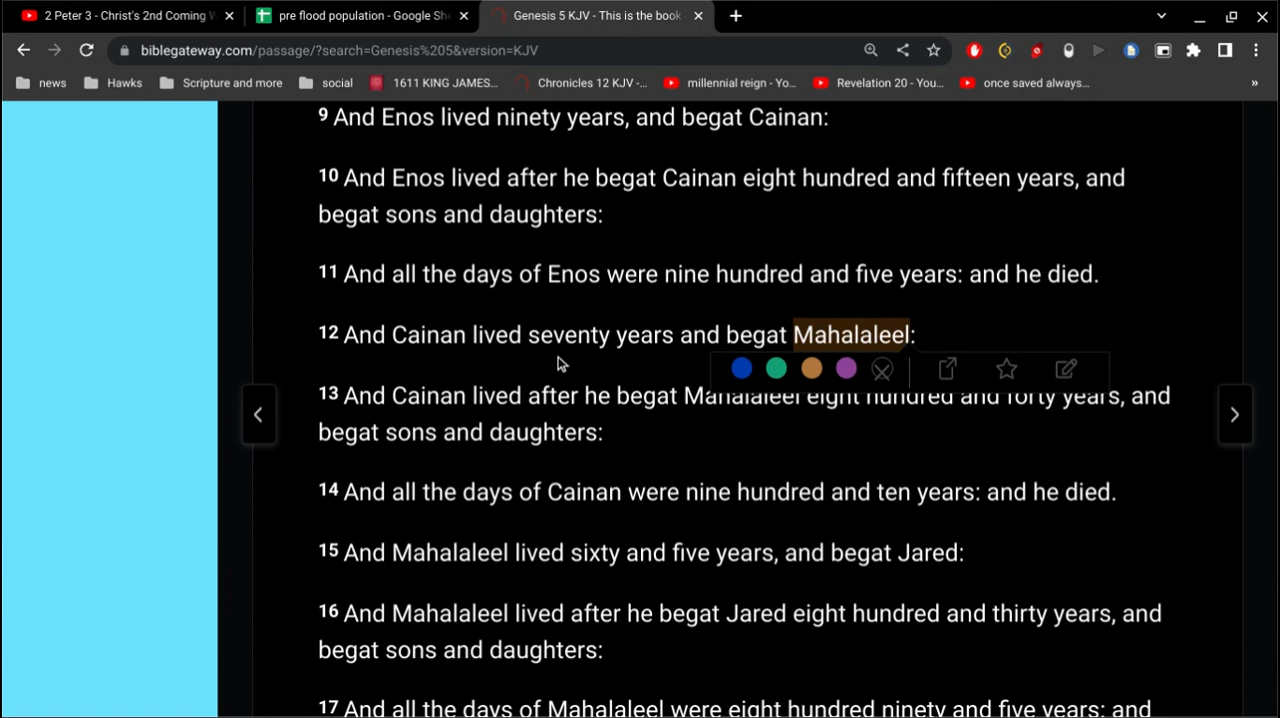 2 Peter 3 - Christ's 2nd Coming
pre flood population - Google She
Genesis 5 KJV - This is the book
biblegateway.com/passage/?search=Genesis%205&version=KJV
news Hawks Scripture and more social 1611 KING JAMES... Chronicles 12 KJV -... millennial reign - Yo... Revelation 20 - You... once saved always... »
9 And Enos lived ninety years, and begat Cainan:
10 And Enos lived after he begat Cainan eight hundred and fifteen years, and
begat sons and daughters:
11 And all the days of Enos were nine hundred and five years: and he died.
12 And Cainan lived seventy years and begat Mahalaleel:
13 And Cainan lived after he begat Mahalaleel eight hundred and forty years, and
begat sons and daughters:
14 And all the days of Cainan were nine hundred and ten years: and he died.
15 And Mahalaleel lived sixty and five years, and begat Jared:
16 And Mahalaleel lived after he begat Jared eight hundred and thirty years, and
begat sons and daughters:
17 And all the days of Mahalaleel were eight hundred ninety and five years: and